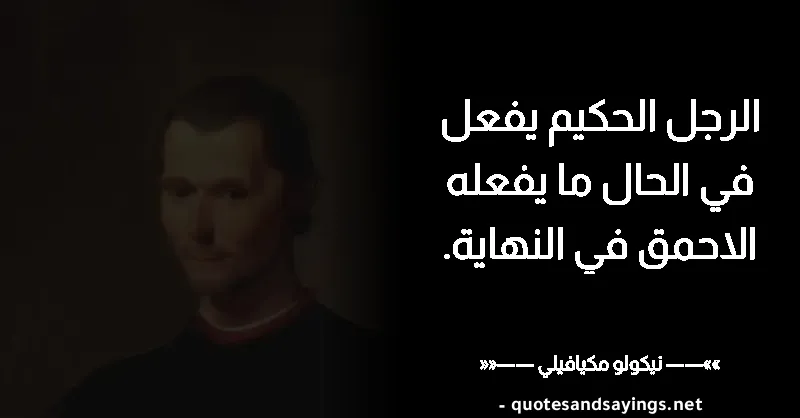 الرجل الحكيم يفعل
في الحال ما يفعله
الاحمق في النهاية.
»»—— نيكولو مكيافيلي ——««
- quotesandsayings.net